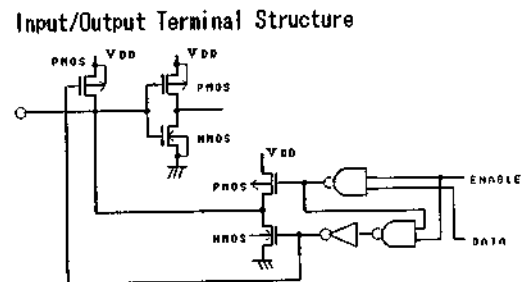 Input/Output Terminal Structure
PMOS
VDD
VDD
PMOS
NMOS
VDD
PMOS
ENABLE
NMOS
DATA